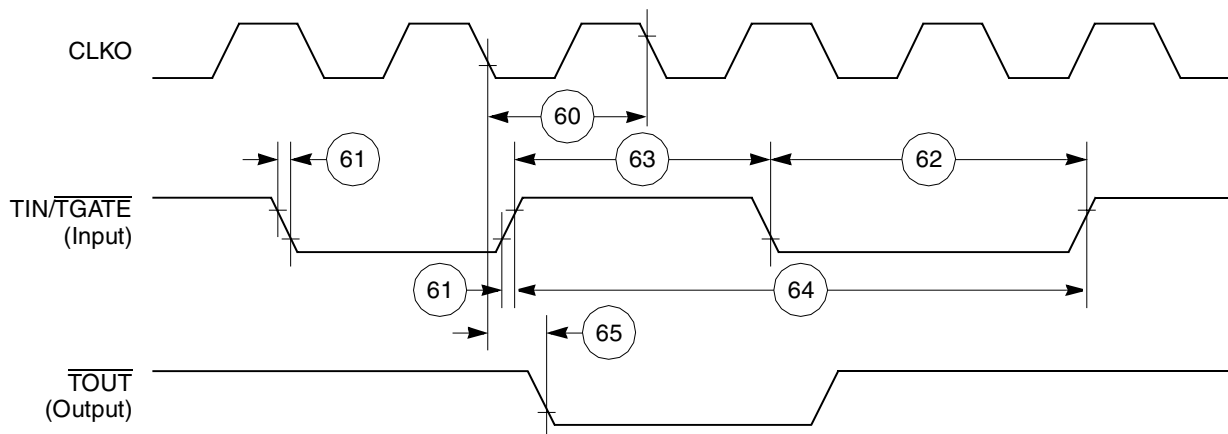 CLKO
60
61
63
62
TIN/TGATE
(Input)
61
64
65
TOUT
(Output)